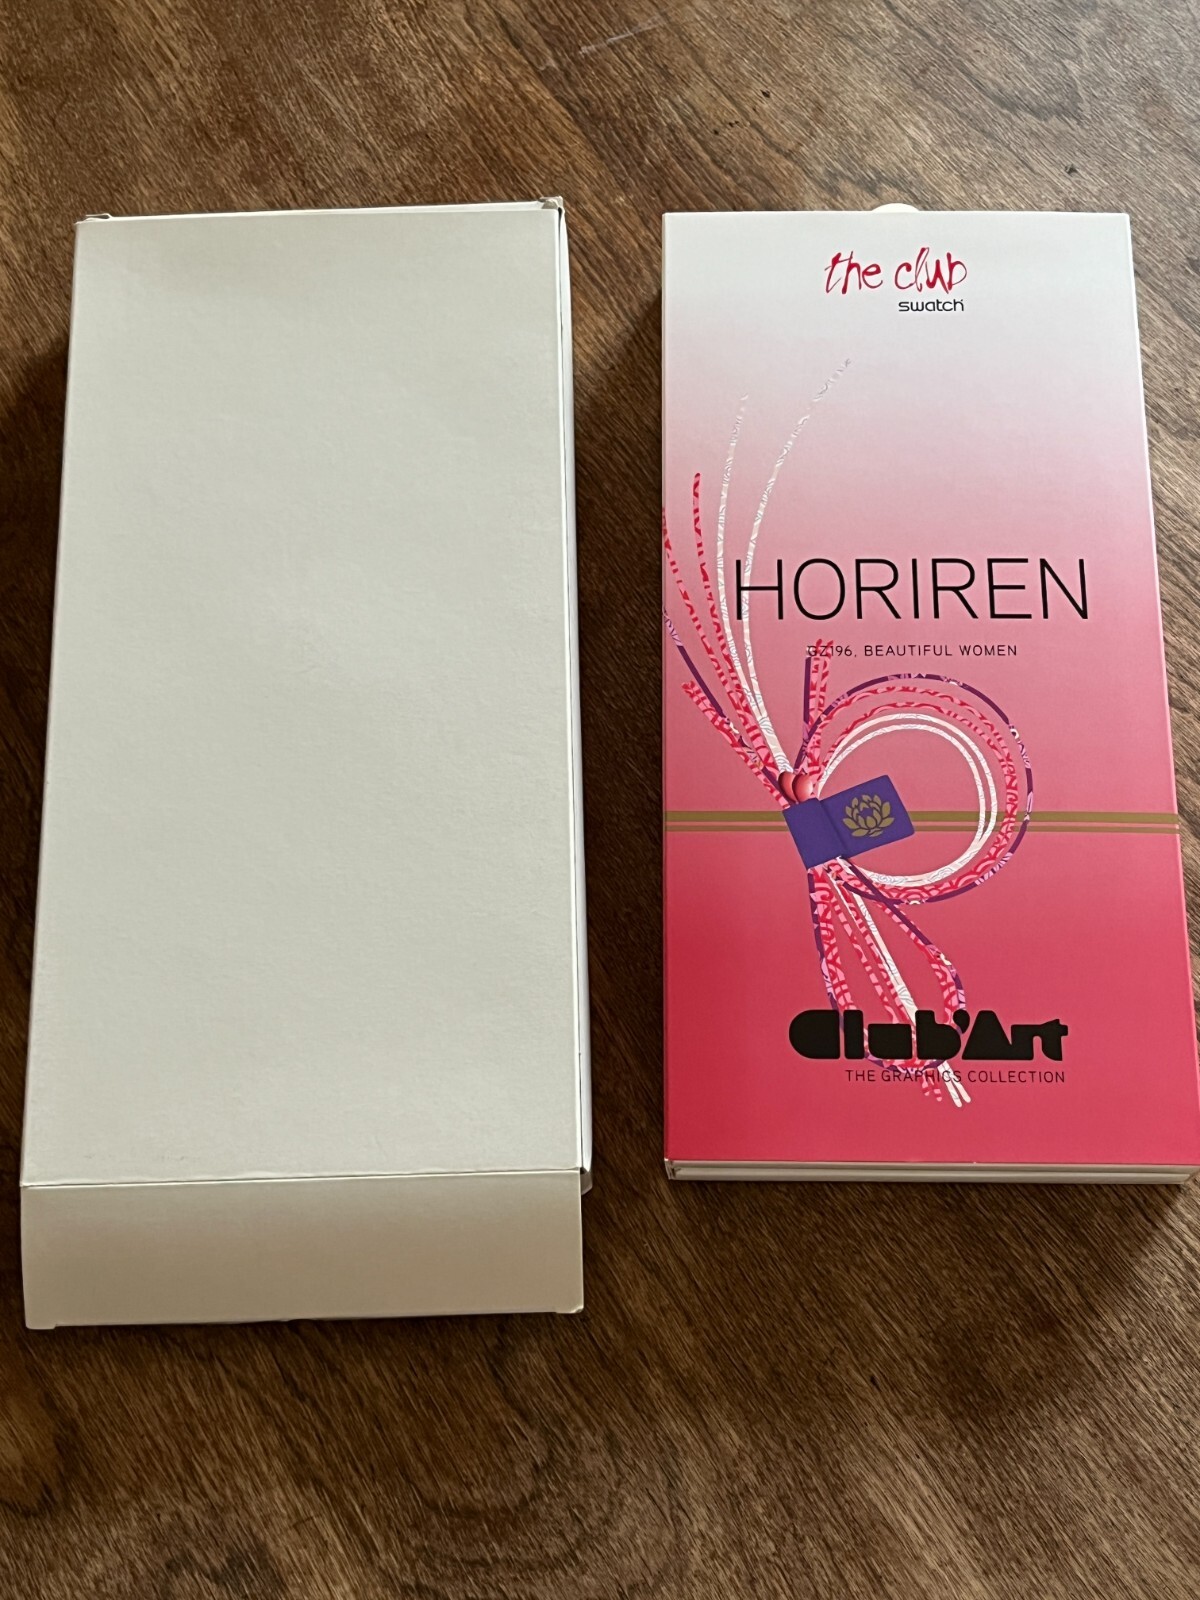 the club
swatch
HORIREN
GZ196, BEAUTIFUL WOMEN
Club'Art
THE GRAPHICS COLLECTION